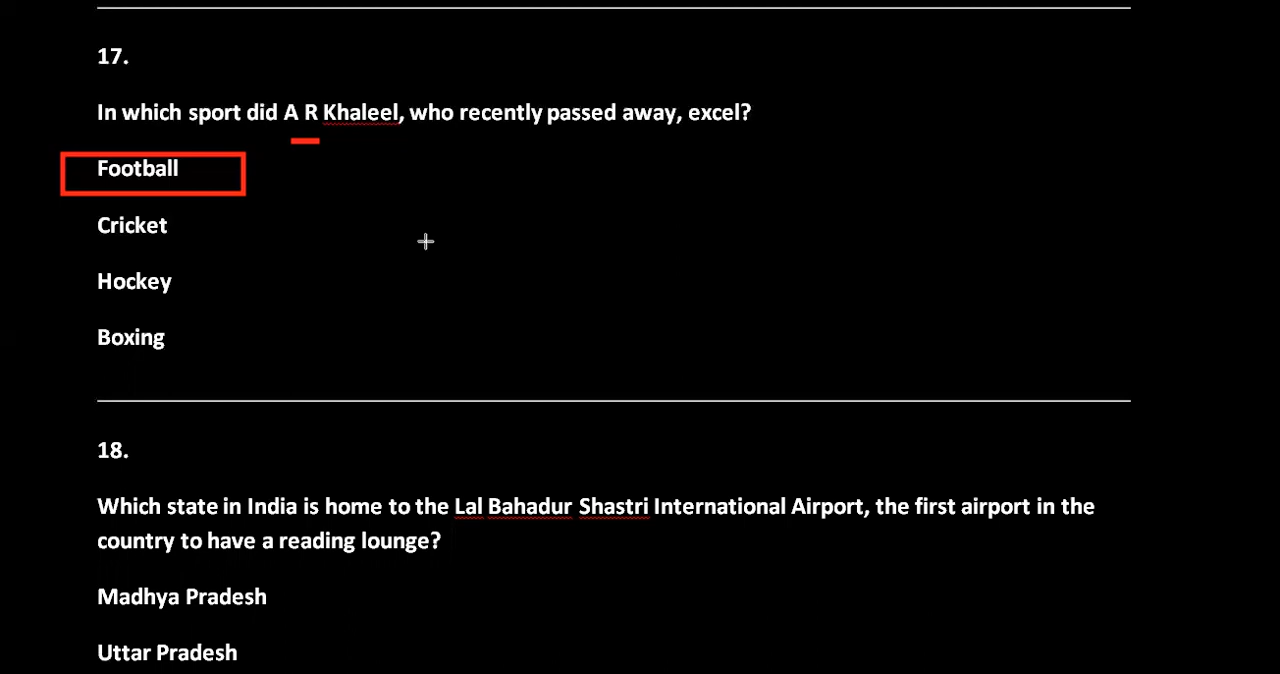 17.
In which sport did A R Khaleel, who recently passed away, excel?
Football
Cricket
Hockey
Boxing
18.
Which state in India is home to the Lal Bahadur Shastri International Airport, the first airport in the
country to have a reading lounge?
Madhya Pradesh
Uttar Pradesh